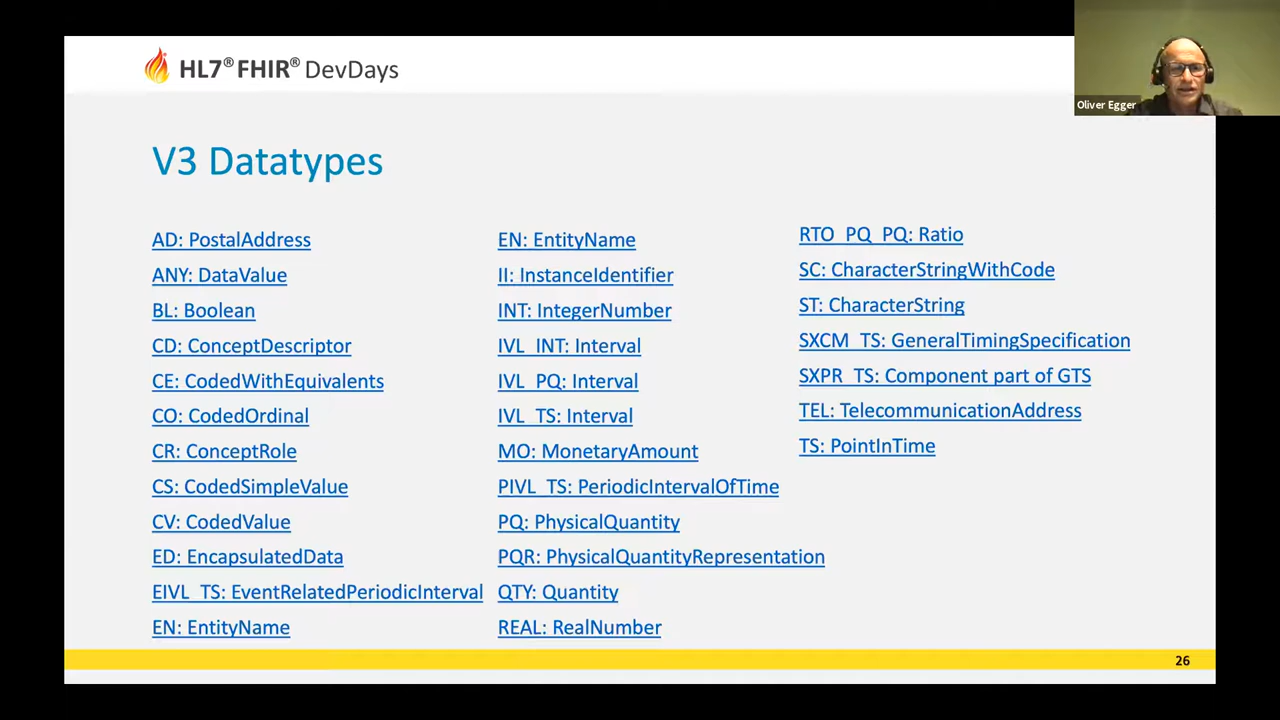 HL7® FHIR® DevDays
Oliver Egger
V3 Datatypes
AD: PostalAddress
ANY: DataValue
BL: Boolean
CD: ConceptDescriptor
CE: CodedWithEquivalents
CO: CodedOrdinal
CR: ConceptRole
CS: CodedSimpleValue
CV: CodedValue
ED: EncapsulatedData
EIVL_TS: EventRelatedPeriodicInterval
EN: EntityName
EN: EntityName
II: InstanceIdentifier
INT: IntegerNumber
IVL_INT: Interval
IVL_PQ: Interval
IVL_TS: Interval
MO: MonetaryAmount
PIVL_TS: PeriodicIntervalOfTime
PQ: PhysicalQuantity
PQR: PhysicalQuantityRepresentation
QTY: Quantity
REAL: RealNumber
RTO_PQ_PQ: Ratio
SC: CharacterStringWithCode
ST: CharacterString
SXCM_TS: GeneralTimingSpecification
SXPR_TS: Component part of GTS
TEL: TelecommunicationAddress
TS: PointInTime
26